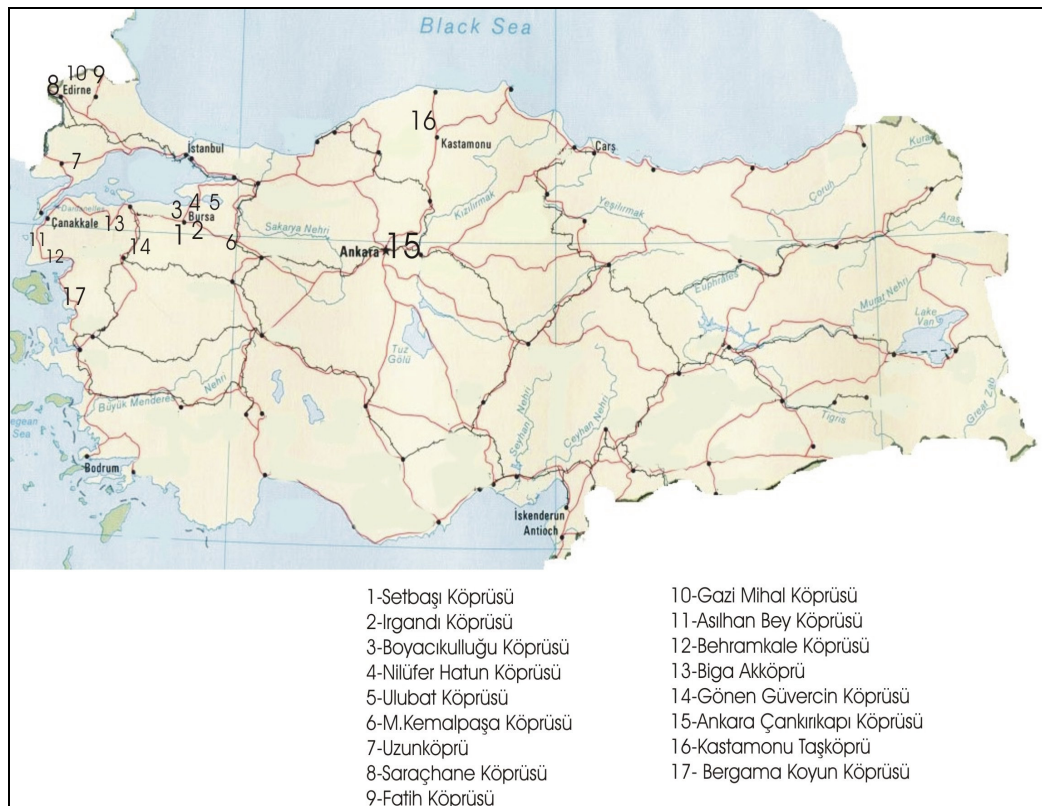 Black Sea
8
10
9
Edirne
16
Kastamonu
İstanbul
Çarş
7
Çoruh
Kura
Kızılırmak
Yeşilırmak
Aras
Dardanelles
Çanakkale
3
4
5
Bursa
13
1
2
6
14
Sakarya Nehri
Ankara
15
11
12
Euphrates
Murat Nehri
17
Lake
Van
Tuz
Gölü
Büyük Menderes
Nehri
Seyhan Nehri
Ceyhan Nehri
Tigris
Great Zab
egean
Sea
Bodrum
İskenderun
Antioch
1-Setbaşı Köprüsü
2-Irgandı Köprüsü
3-Boyacıkulluğu Köprüsü
4-Nilüfer Hatun Köprüsü
5-Ulubat Köprüsü
6-M.Kemalpaşa Köprüsü
7-Uzunköprü
8-Saraçhane Köprüsü
9-Fatih Köprüsü
10-Gazi Mihal Köprüsü
11-Asılhan Bey Köprüsü
12-Behramkale Köprüsü
13-Biga Akköprü
14-Gönen Güvercin Köprüsü
15-Ankara Çankırıkapı Köprüsü
16-Kastamonu Taşköprü
17- Bergama Koyun Köprüsü